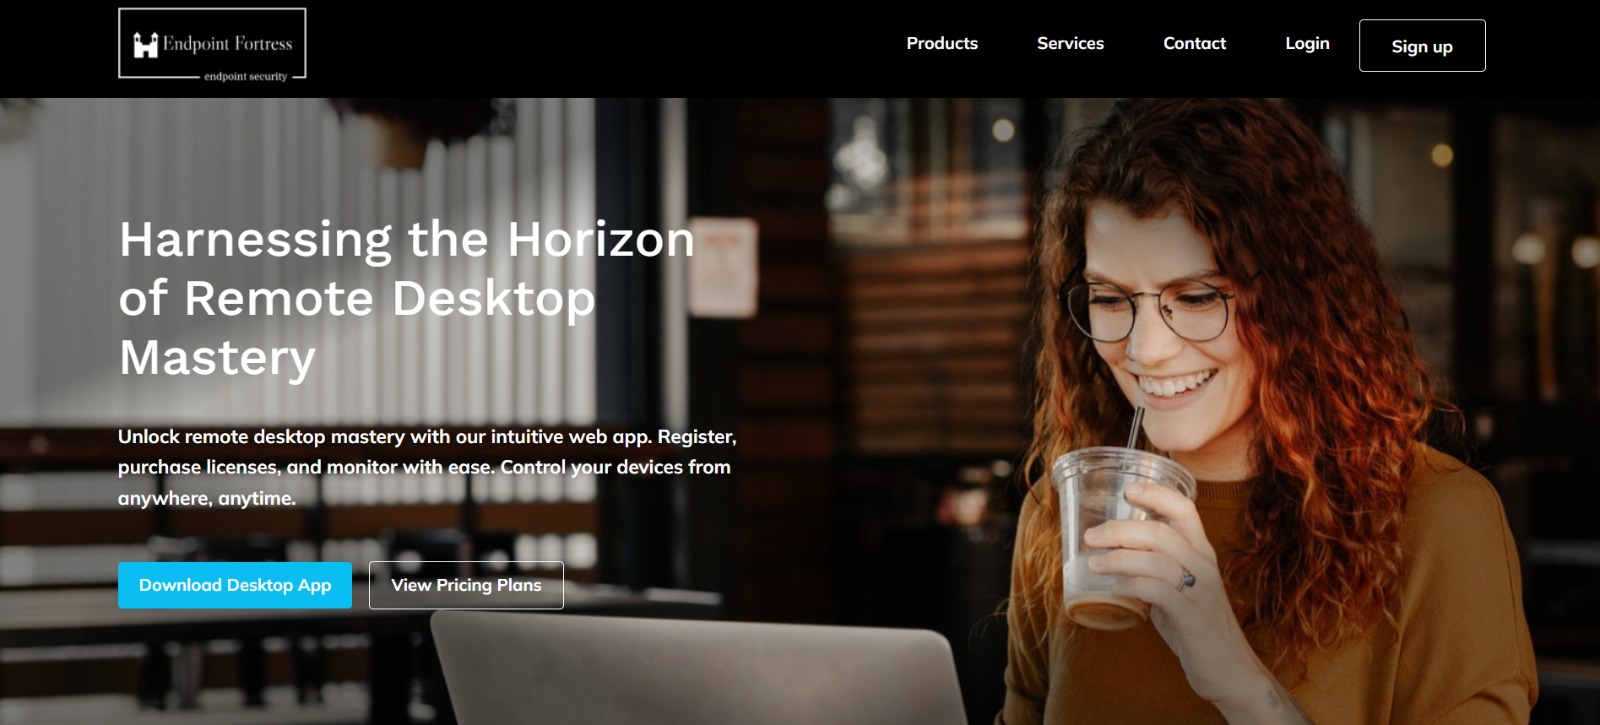 Endpoint Fortress
endpoint security
Products
Services
Contact
Login
Sign up
Harnessing the Horizon
of Remote Desktop
Mastery
Unlock remote desktop mastery with our intuitive web app. Register,
purchase licenses, and monitor with ease. Control your devices from
anywhere, anytime.
Download Desktop App
View Pricing Plans